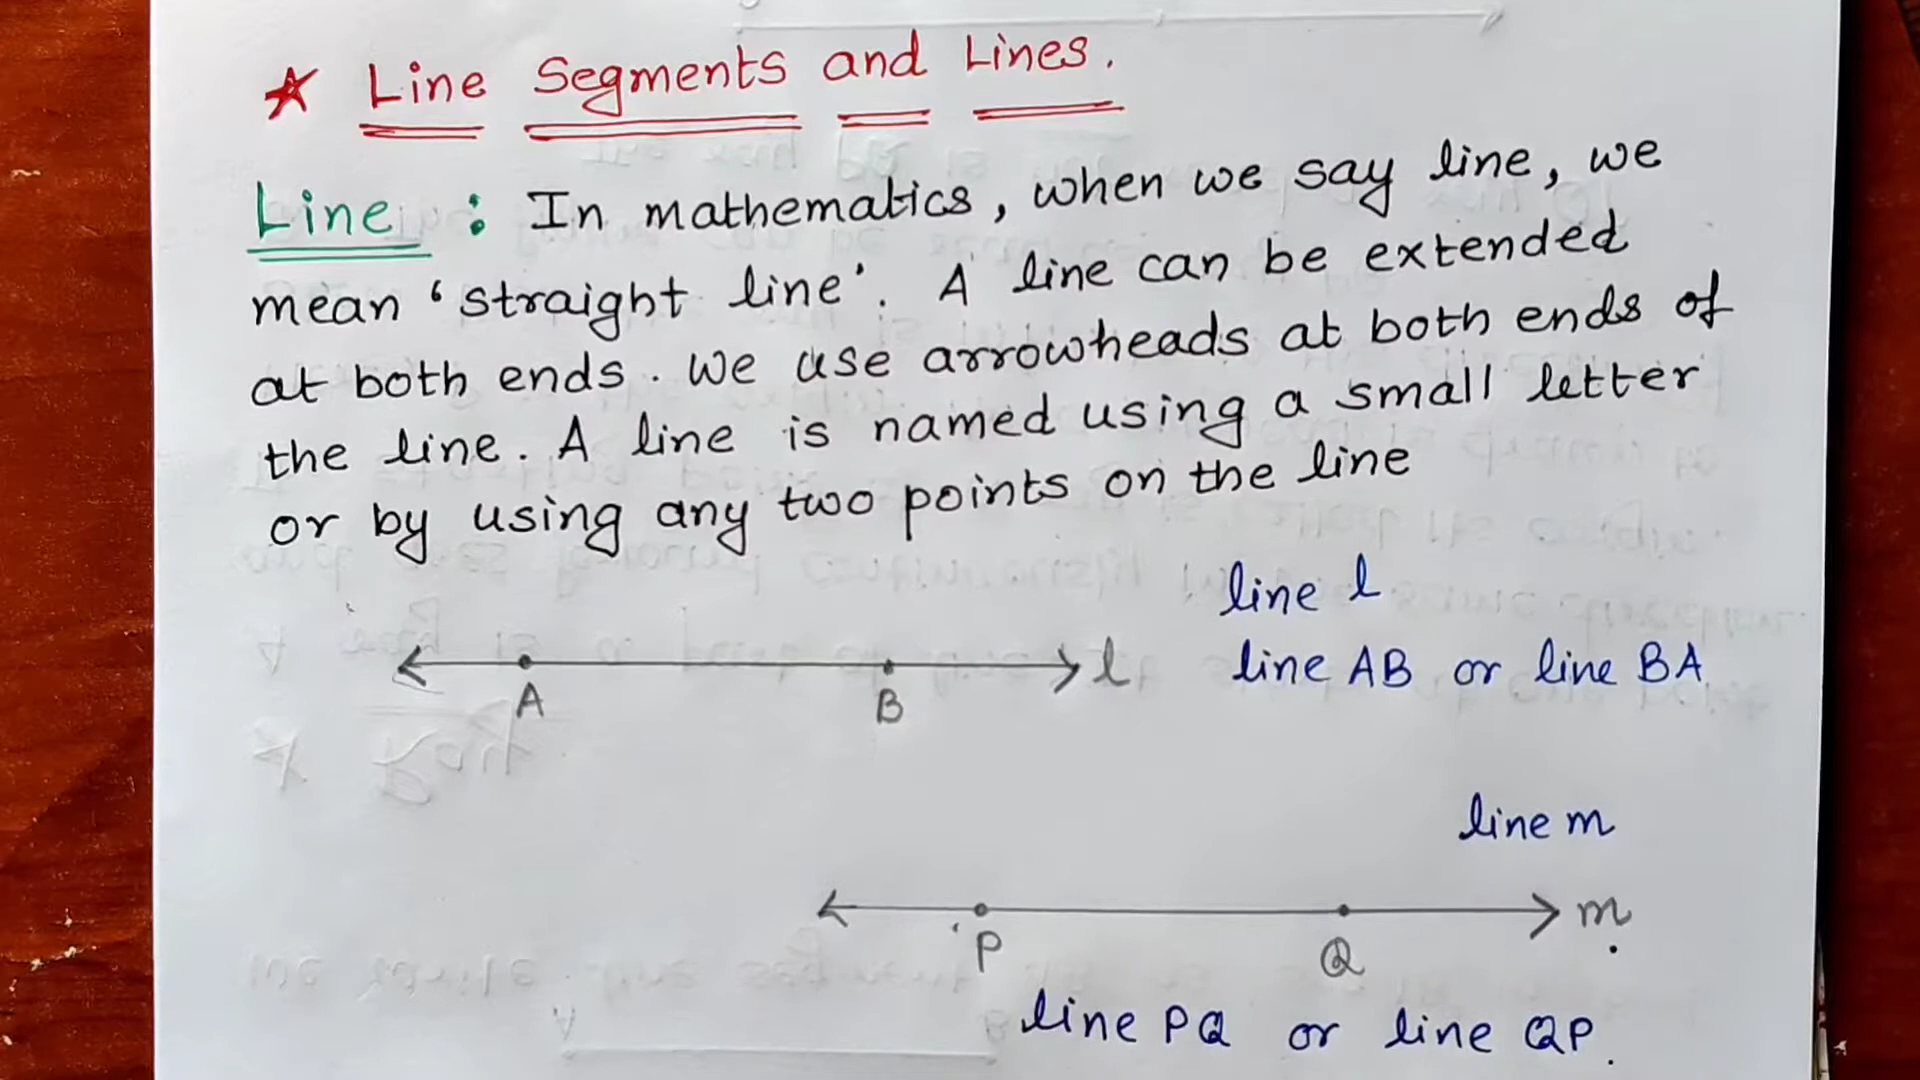 ★ Line Segments and Lines.
Line : In mathematics, when we say line, we
mean 'straight line'. A line can be extended
at both ends. We use arrowheads at both ends of
the line. A line is named using a small letter
or by using any two points on the line
line l
A B l line AB or line BA
line m
P Q m
line PQ or line QP.